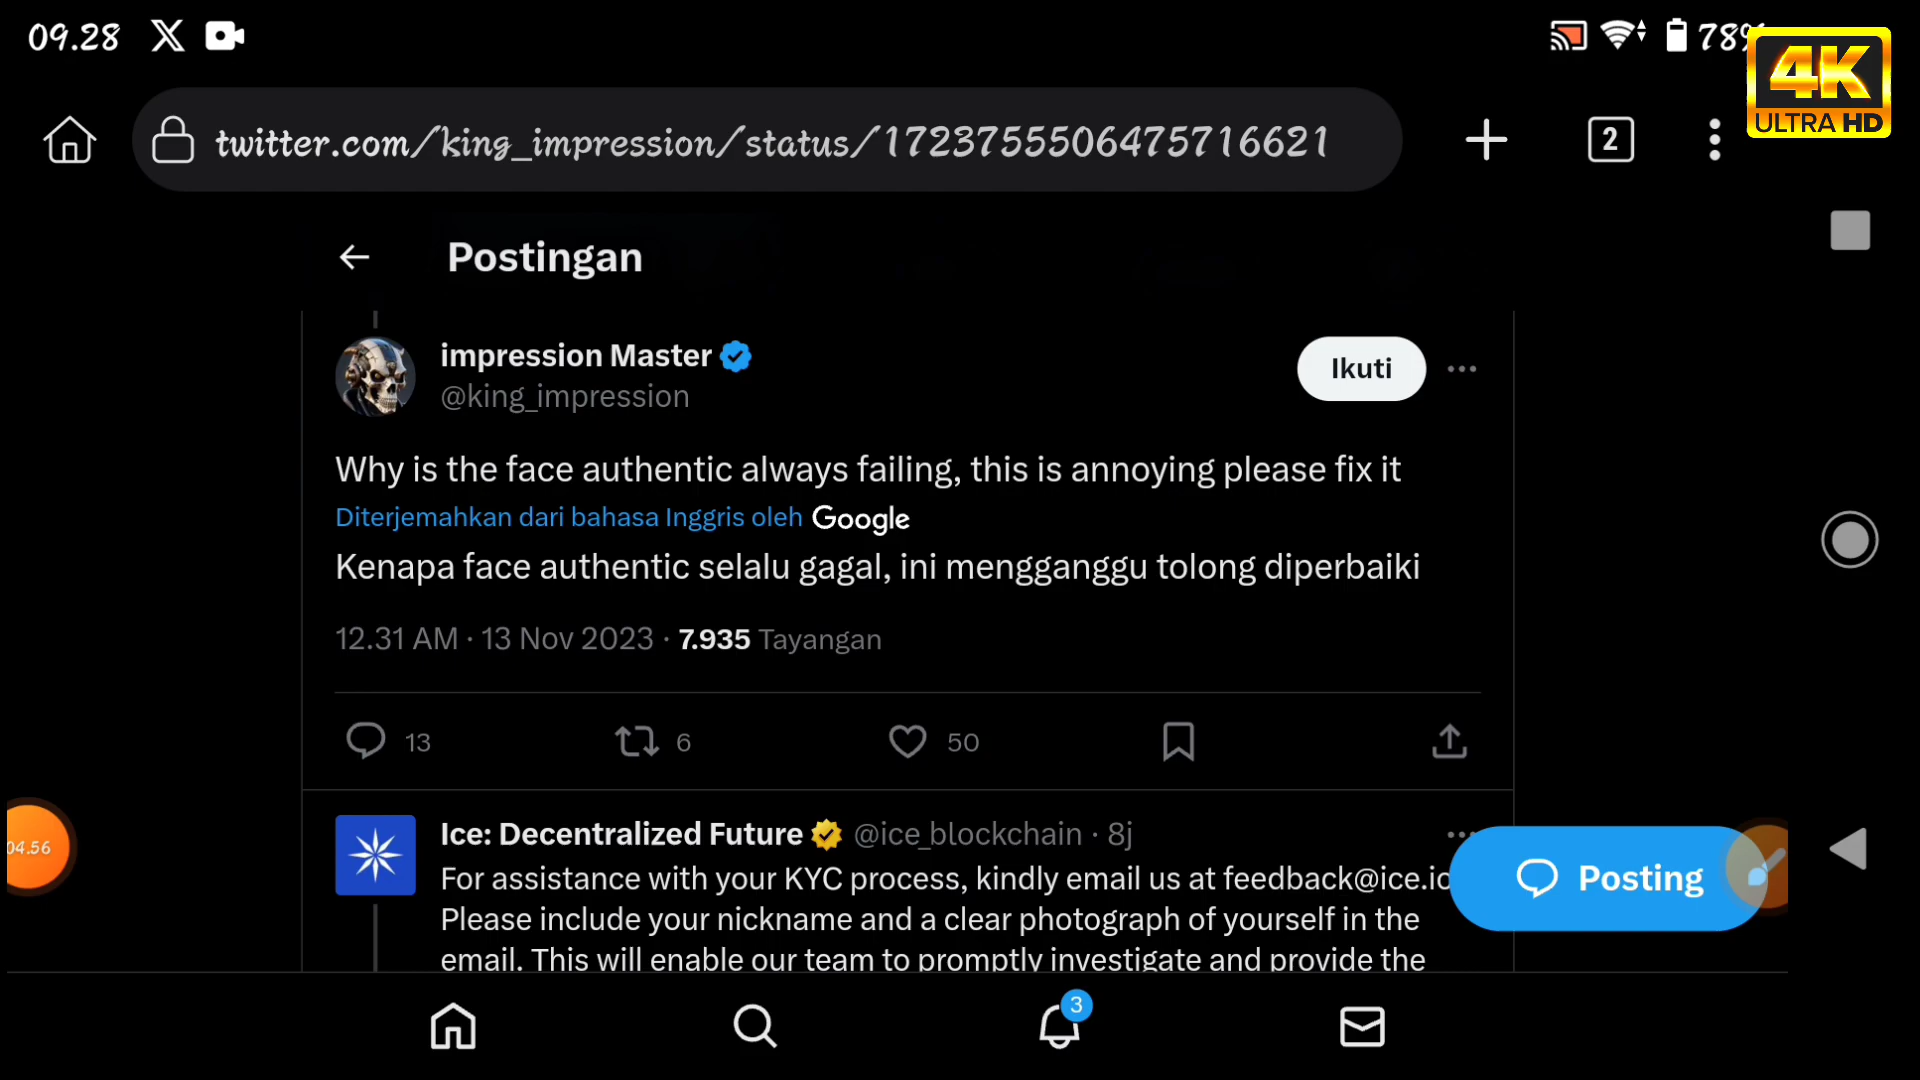 09.28
78%
4K
ULTRA HD
twitter.com/king_impression/status/1723755506475716621
2
Postingan
impression Master
@king_impression
Ikuti
Why is the face authentic always failing, this is annoying please fix it
Diterjemahkan dari bahasa Inggris oleh Google
Kenapa face authentic selalu gagal, ini mengganggu tolong diperbaiki
12.31 AM · 13 Nov 2023 · 7.935 Tayangan
13
6
50
Ice: Decentralized Future @ice_blockchain · 8j
For assistance with your KYC process, kindly email us at feedback@ice.io
Please include your nickname and a clear photograph of yourself in the
email. This will enable our team to promptly investigate and provide the
04.56
Posting
3